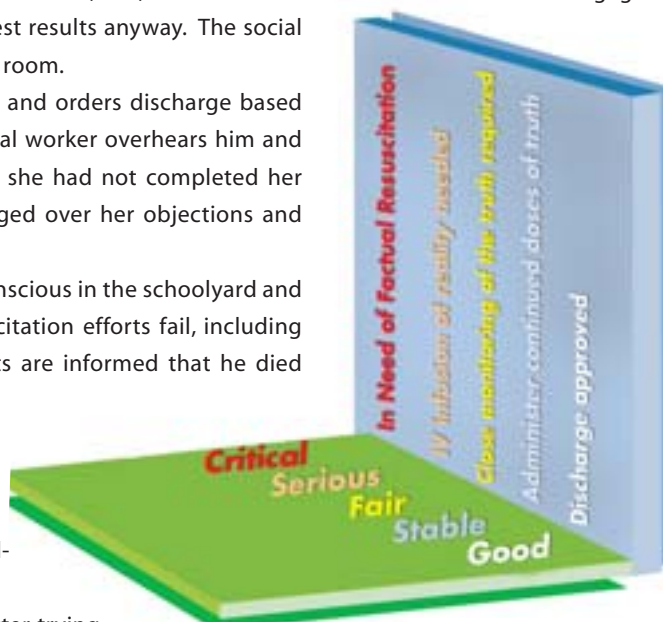 est results anyway. The social
room.
and orders discharge based
al worker overhears him and
she had not completed her
ged over her objections and
nscious in the schoolyard and
citation efforts fail, including
ts are informed that he died
In Need of Factual Resuscitation
IV infusion of reality needed
Close monitoring of the truth required
Administer continued doses of truth
Discharge approved
Critical
Serious
Fair
Stable
Good